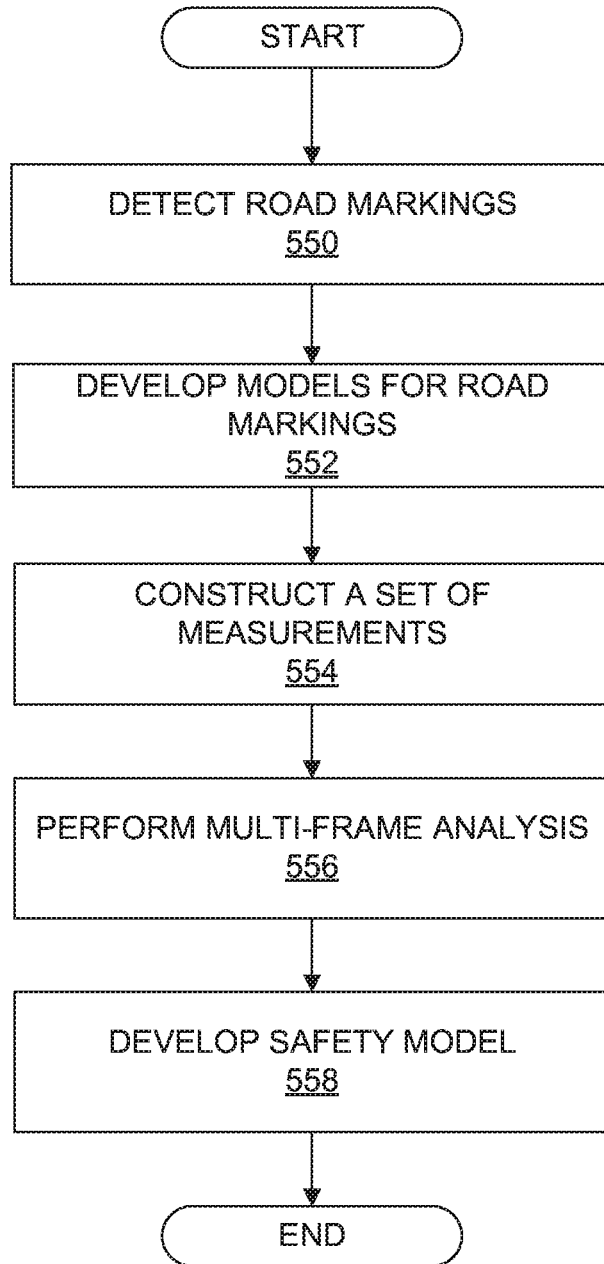 START
DETECT ROAD MARKINGS
550
DEVELOP MODELS FOR ROAD
MARKINGS
552
CONSTRUCT A SET OF
MEASUREMENTS
554
PERFORM MULTI-FRAME ANALYSIS
556
DEVELOP SAFETY MODEL
558
END